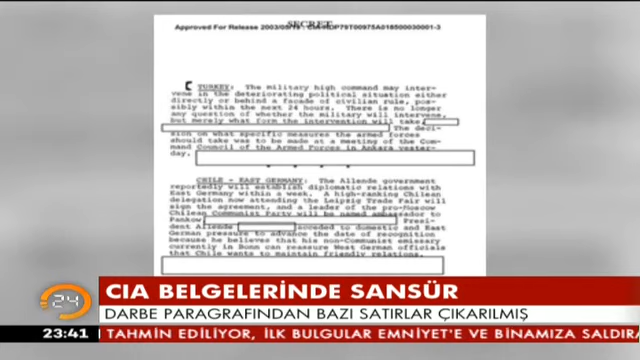 SECRET
Approved For Release 2003/05/19 : CIA-RDP79T00975A018500030001-3
TURKEY: The military high command may inter-
vene in the deteriorating political situation either
directly or behind a facade of civilian rule, pos-
sibly within the next 24 hours. There is no longer
any question of whether the military will intervene,
but merely what form the intervention will take.
The deci-
sion on what specific measures the armed forces
should take was to be made at a meeting of the Com-
mand Council of the Armed Forces in Ankara yester-
day.
CHILE - EAST GERMANY: The Allende government
reportedly will establish diplomatic relations with
East Germany within a week. A high-ranking Chilean
delegation now attending the Leipzig Trade Fair will
sign the agreement, and a leader of the pro-Moscow
Chilean Communist Party will be named ambassador to
Pankow. Presi-
dent Allende acceded to domestic and East
German pressure to advance the date of recognition
because he believes that his non-Communist emissary
currently in Bonn can reassure West German officials
that Chile wants to maintain friendly relations.
24
CIA BELGELERİNDE SANSÜR
DARBE PARAGRAFINDAN BAZI SATIRLAR ÇIKARILMIŞ
23:41 TAHMİN EDİLİYOR, İLK BULGULAR EMNİYET'E VE BİNAMIZA SALDIRA